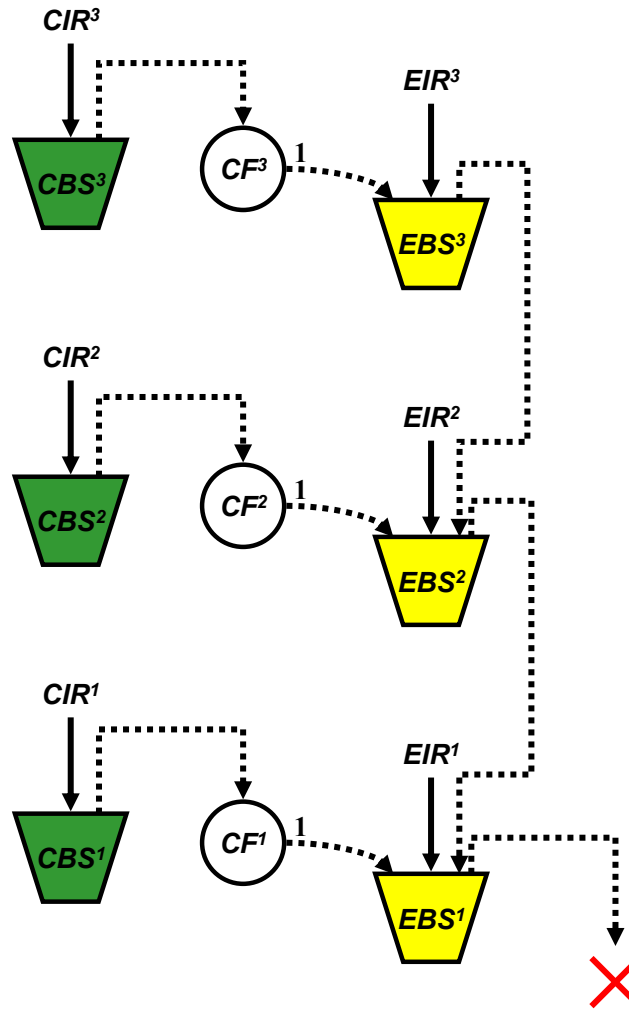 CIR³
EIR³
CBS³
CF³
1
EBS³
CIR²
EIR²
CBS²
CF²
1
EBS²
CIR¹
EIR¹
CBS¹
CF¹
1
EBS¹